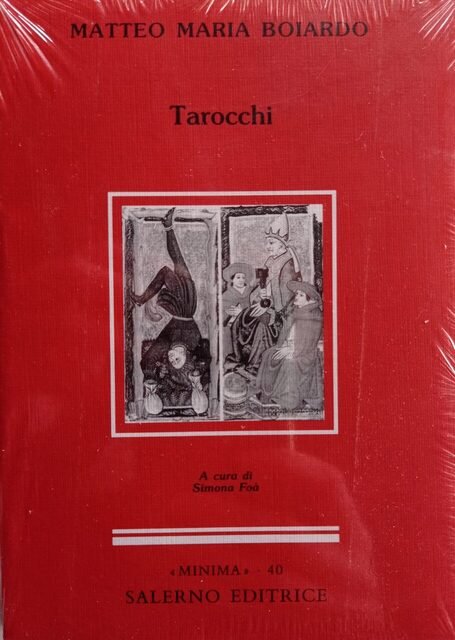 MATTEO MARIA BOIARDO
Tarocchi
A cura di
Simona Foà
«MINIMA» - 40
SALERNO EDITRICE